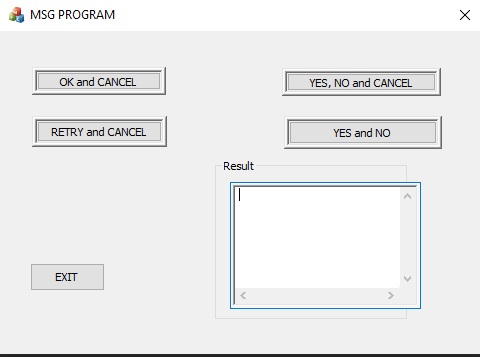 MSG PROGRAM
OK and CANCEL
YES, NO and CANCEL
RETRY and CANCEL
YES and NO
Result
EXIT